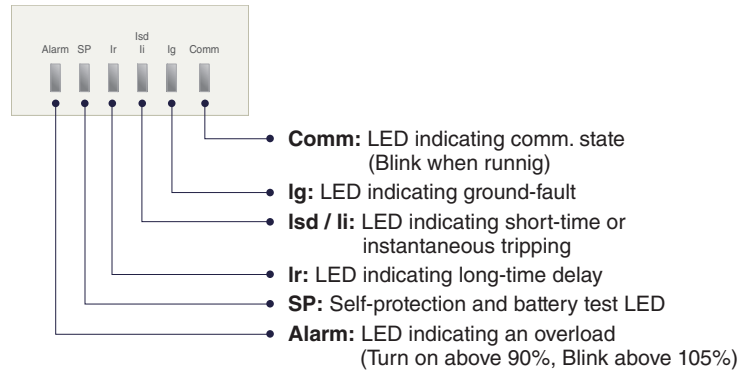 Isd
Alarm SP Ir Ii Ig Comm
Comm: LED indicating comm. state
(Blink when runnig)
Ig: LED indicating ground-fault
Isd / Ii: LED indicating short-time or
instantaneous tripping
Ir: LED indicating long-time delay
SP: Self-protection and battery test LED
Alarm: LED indicating an overload
(Turn on above 90%, Blink above 105%)